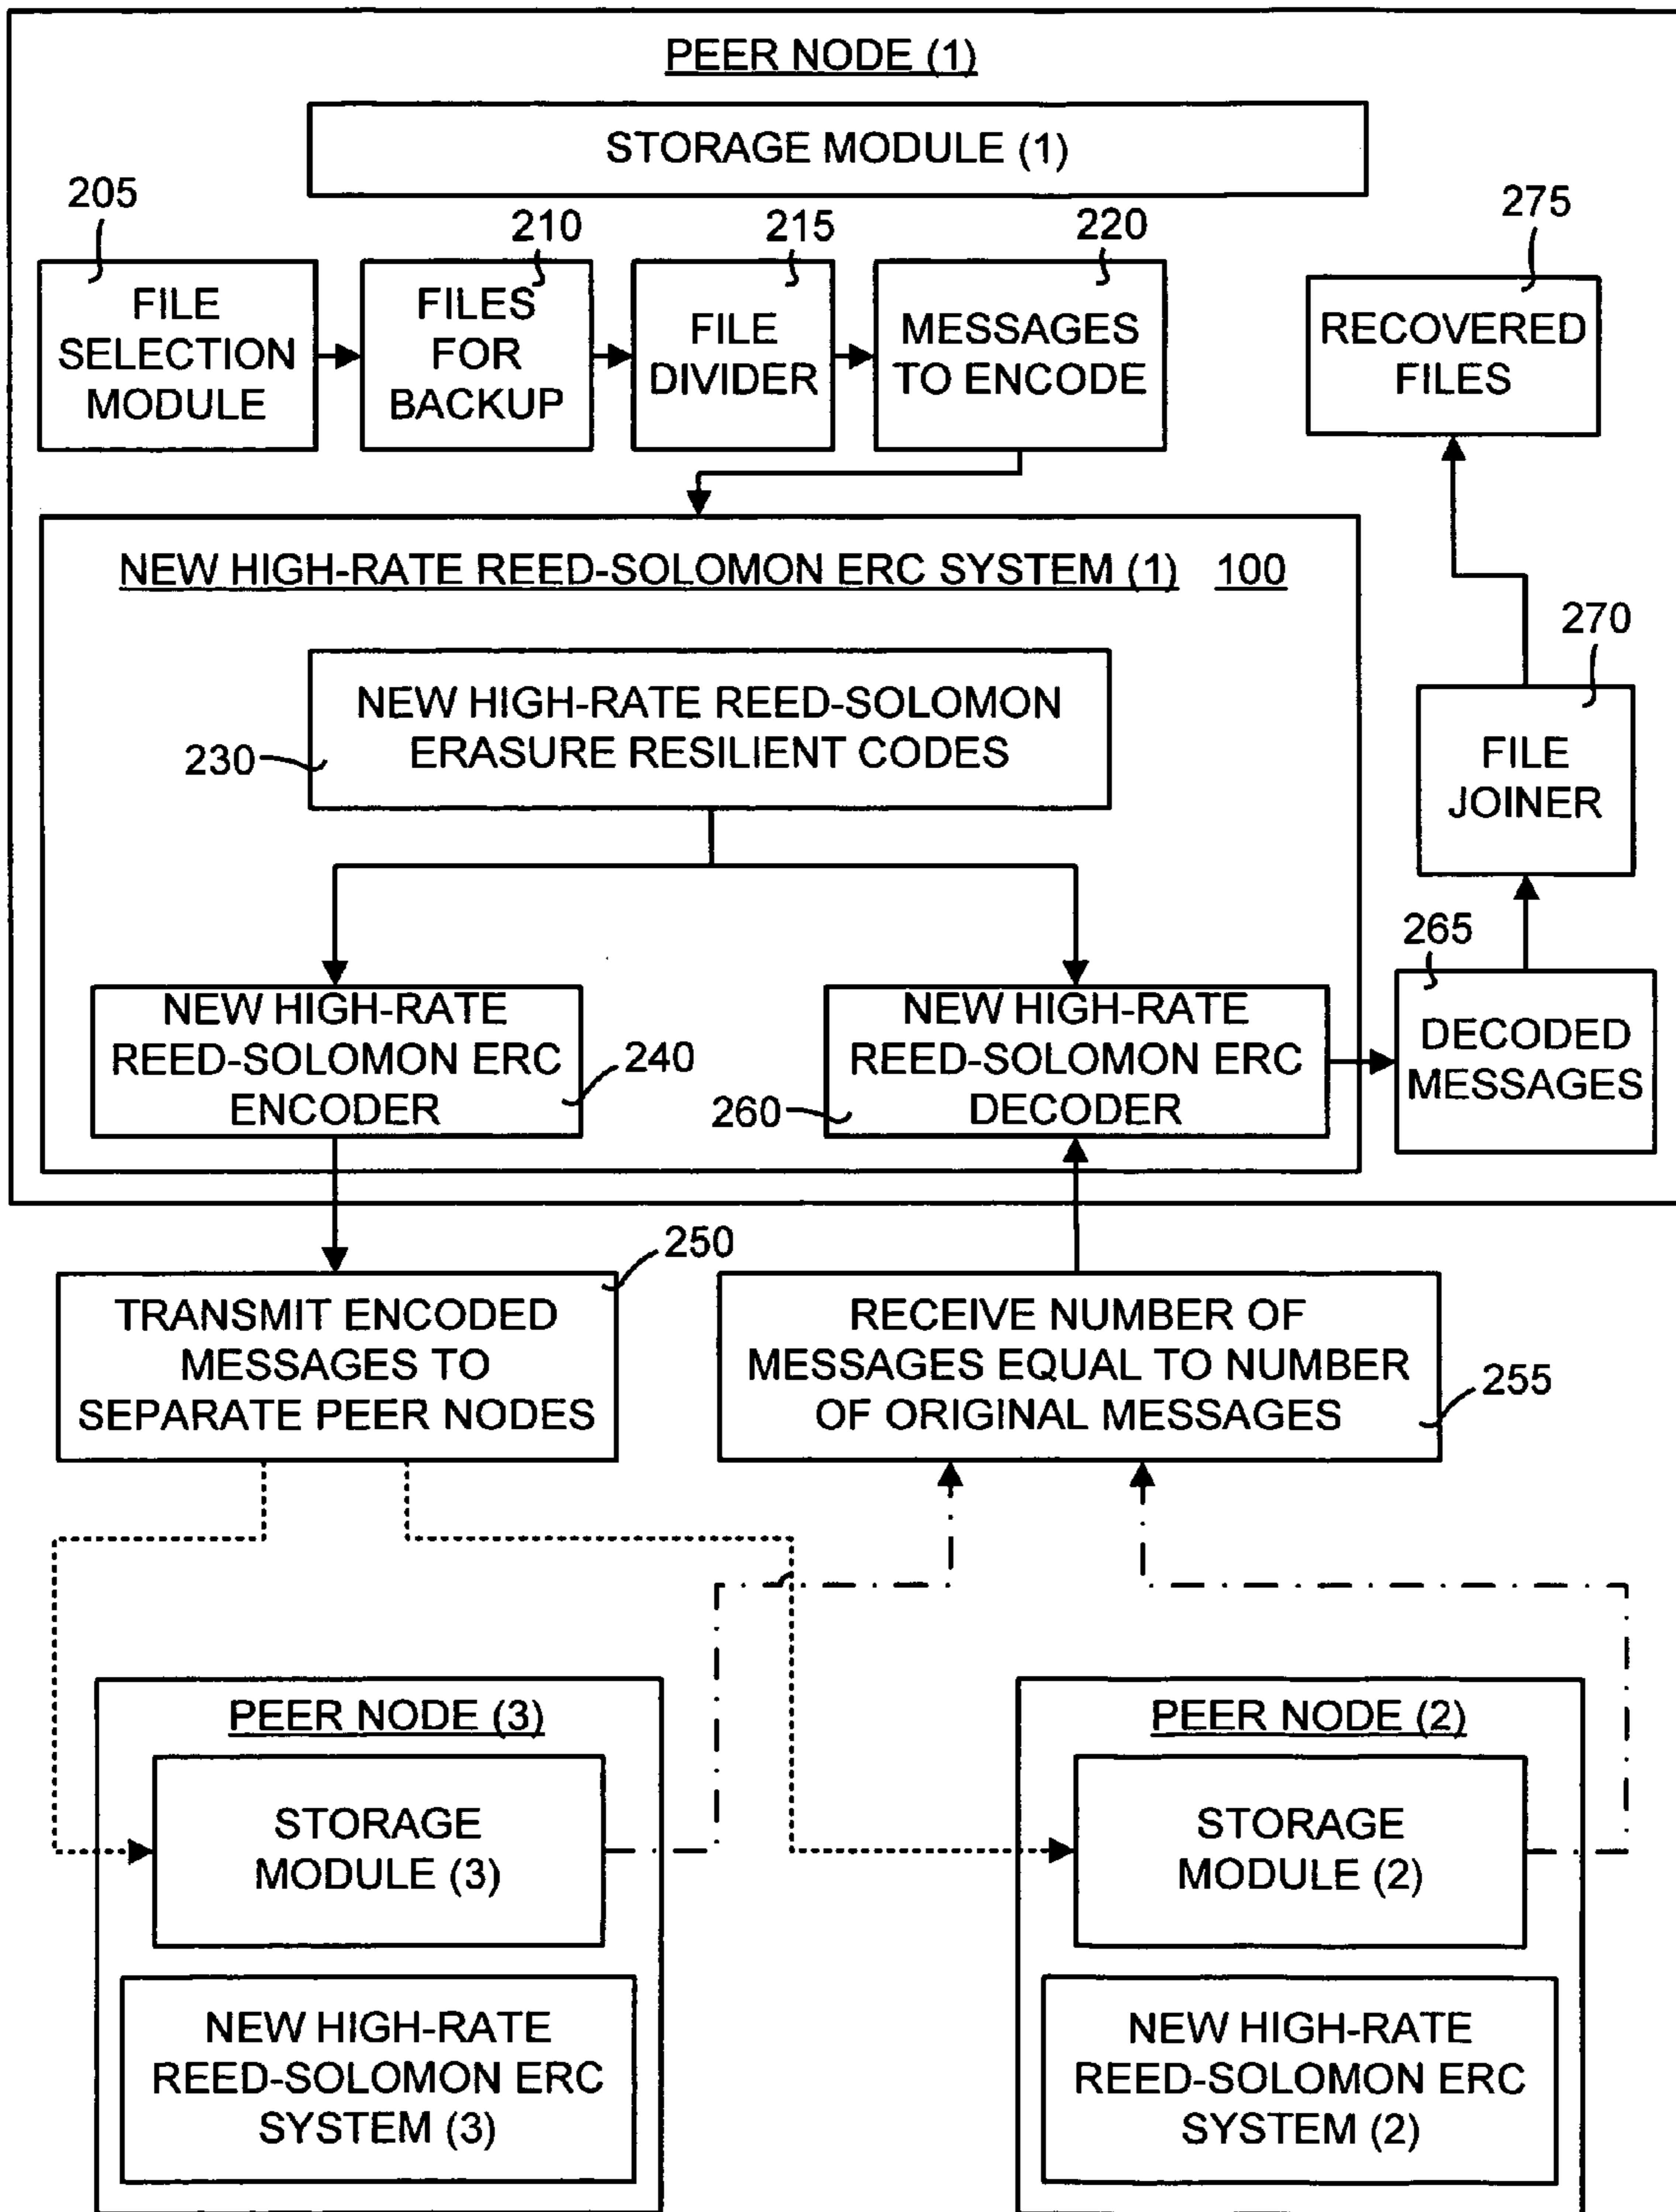 PEER NODE (1)
STORAGE MODULE (1)
205
210
215
220
275
FILE
SELECTION
MODULE
FILES
FOR
BACKUP
FILE
DIVIDER
MESSAGES
TO ENCODE
RECOVERED
FILES
NEW HIGH-RATE REED-SOLOMON ERC SYSTEM (1) 100
NEW HIGH-RATE REED-SOLOMON
ERASURE RESILIENT CODES
230
270
FILE
JOINER
265
NEW HIGH-RATE
REED-SOLOMON ERC
ENCODER
240
NEW HIGH-RATE
REED-SOLOMON ERC
DECODER
260
DECODED
MESSAGES
250
TRANSMIT ENCODED
MESSAGES TO
SEPARATE PEER NODES
RECEIVE NUMBER OF
MESSAGES EQUAL TO NUMBER
OF ORIGINAL MESSAGES
255
PEER NODE (3)
STORAGE
MODULE (3)
NEW HIGH-RATE
REED-SOLOMON ERC
SYSTEM (3)
PEER NODE (2)
STORAGE
MODULE (2)
NEW HIGH-RATE
REED-SOLOMON ERC
SYSTEM (2)